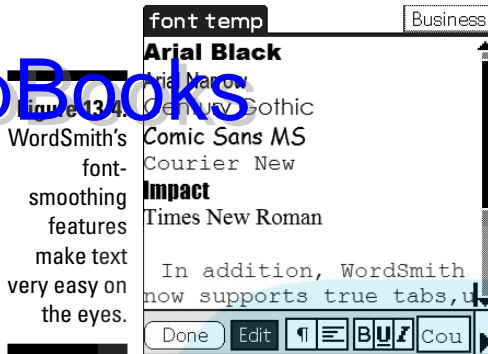 font temp
Business
Arial Black
Arial Narrow
Century Gothic
Comic Sans MS
Courier New
Impact
Times New Roman
In addition, WordSmith
now supports true tabs,
Done
Edit
¶
B U I
Cou
oBooks
Figure 13-4:
WordSmith's
font-
smoothing
features
make text
very easy on
the eyes.